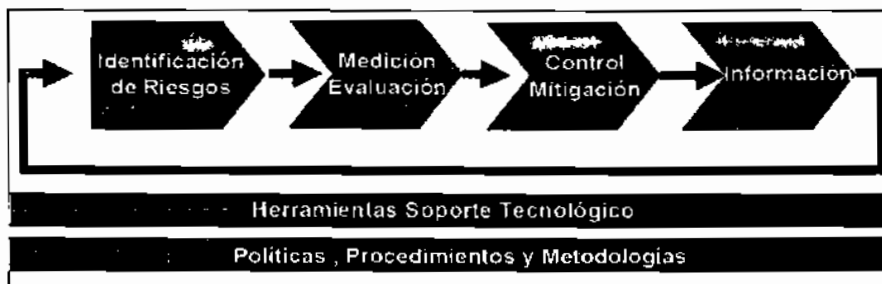 Identificación
de Riesgos
Medición
Evaluación
Control
Mitigación
Información
Herramientas Soporte Tecnológico
Políticas , Procedimientos y Metodologías